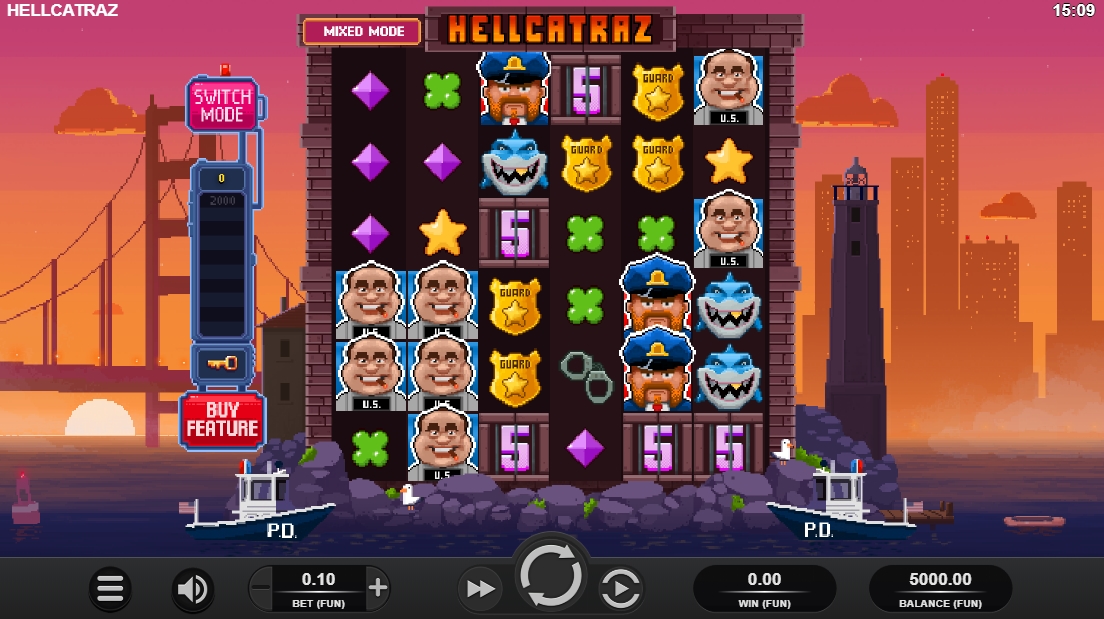 HELLCATRAZ
15:09
MIXED MODE
HELLCATRAZ
SWITCH
MODE
0
2000
BUY
FEATURE
5
GUARD
U.S.
GUARD
GUARD
5
U.S.
U.S.
U.S.
GUARD
U.S.
U.S.
GUARD
5
U.S.
5
5
P.D.
P.D.
0.10
BET (FUN)
0.00
WIN (FUN)
5000.00
BALANCE (FUN)